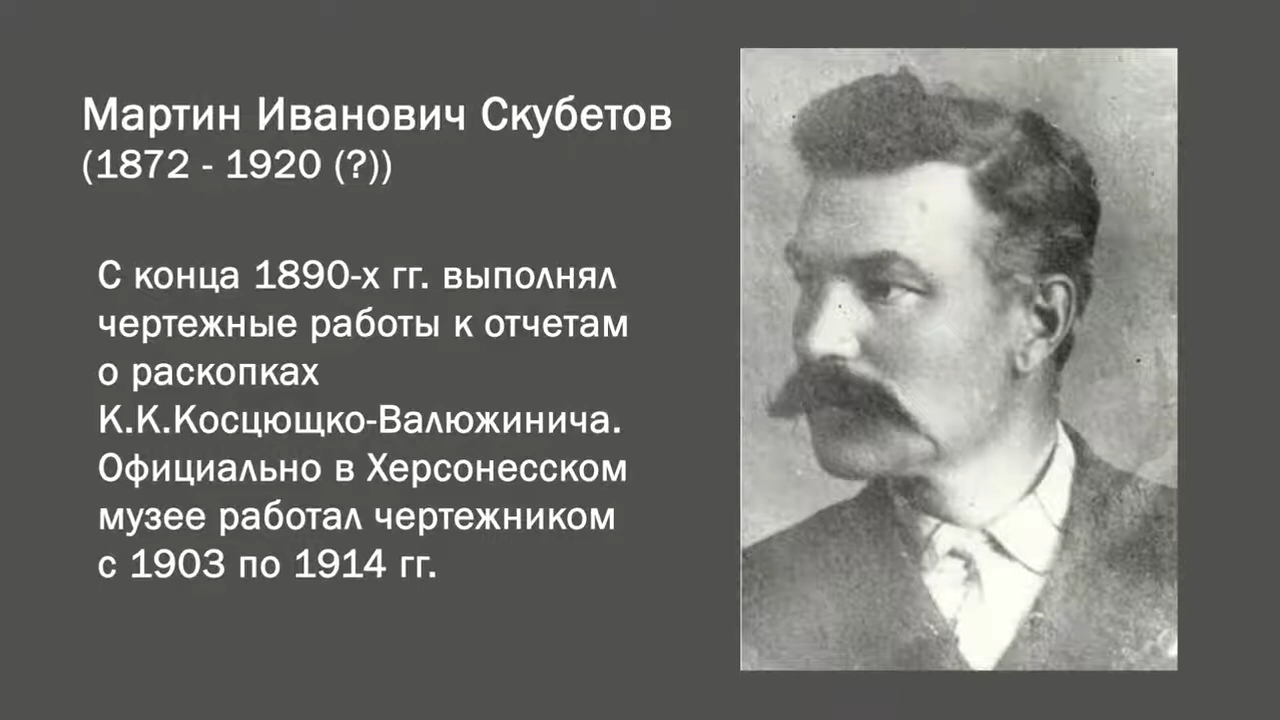 Мартин Иванович Скубетов
(1872 - 1920 (?))
С конца 1890-х гг. выполнял
чертежные работы к отчетам
о раскопках
К.К.Косцющко-Валюжинича.
Официально в Херсонесском
музее работал чертежником
с 1903 по 1914 гг.